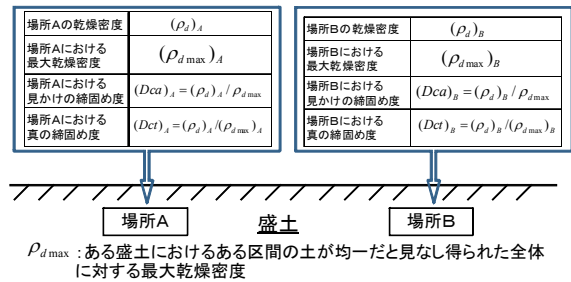 場所Aの乾燥密度 (ρd)A
場所Aにおける
最大乾燥密度 (ρd max)A
場所Aにおける
見かけの締固め度 (Dca)A = (ρd)A / ρd max
場所Aにおける
真の締固め度 (Dct)A = (ρd)A /(ρd max)A
場所Bの乾燥密度 (ρd)B
場所Bにおける
最大乾燥密度 (ρd max)B
場所Bにおける
見かけの締固め度 (Dca)B = (ρd)B / ρd max
場所Bにおける
真の締固め度 (Dct)B = (ρd)B /(ρd max)B
場所A
盛土
場所B
ρd max :ある盛土におけるある区間の土が均一だと見なし得られた全体
に対する最大乾燥密度